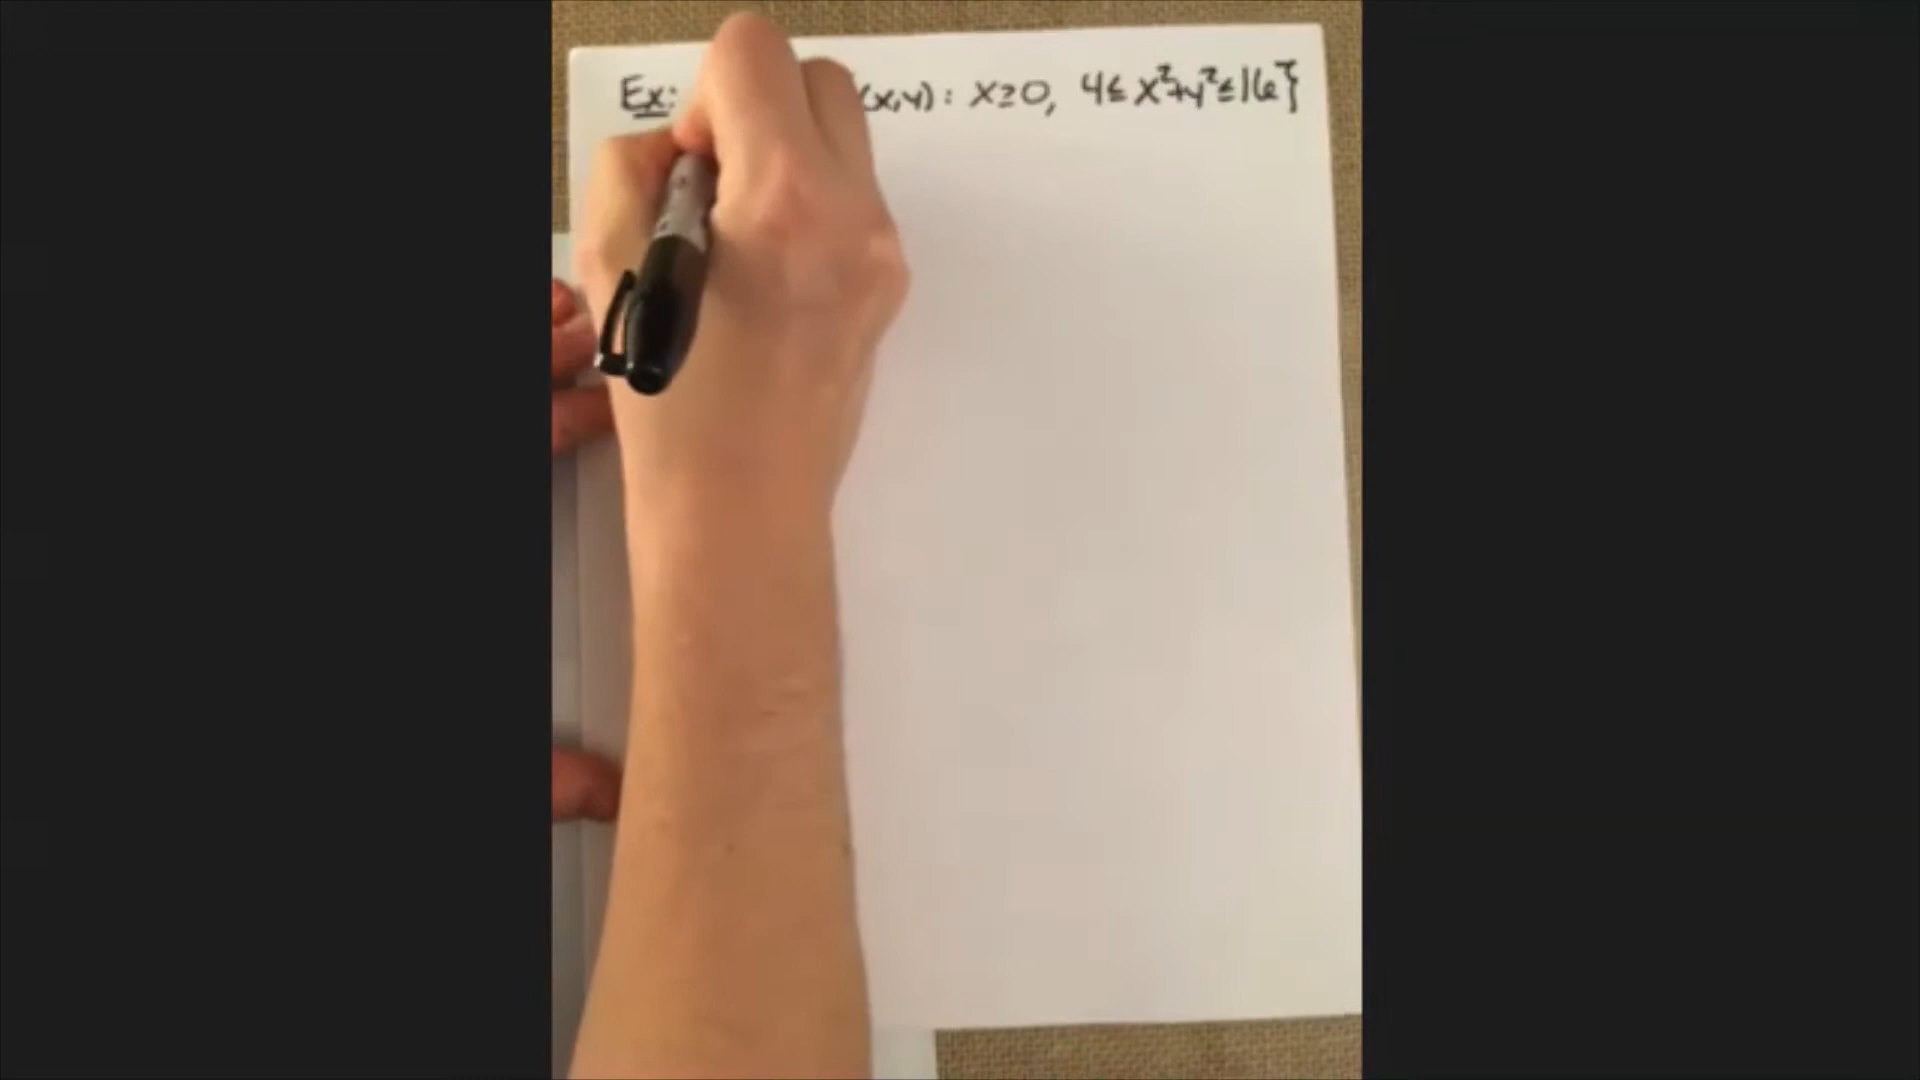 Ex: (x,y): x≥0, 4≤ x²+y²≤16}